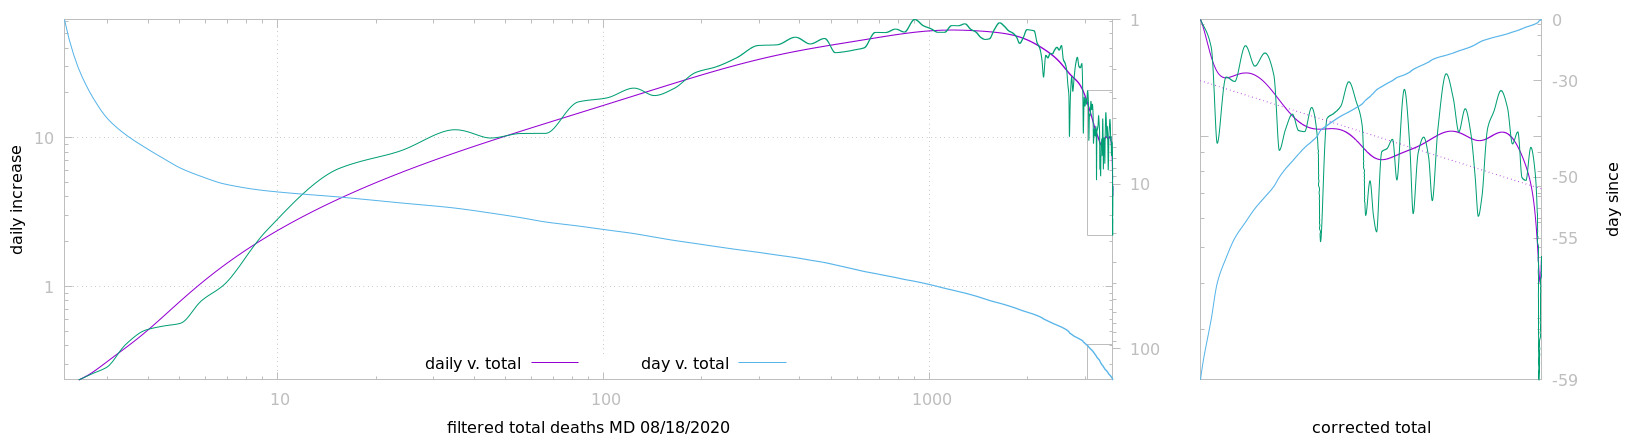 daily increase
10
1
daily v. total
day v. total
10
100
1000
filtered total deaths MD 08/18/2020
1
10
100
0
-30
-50
-55
-59
day since
corrected total